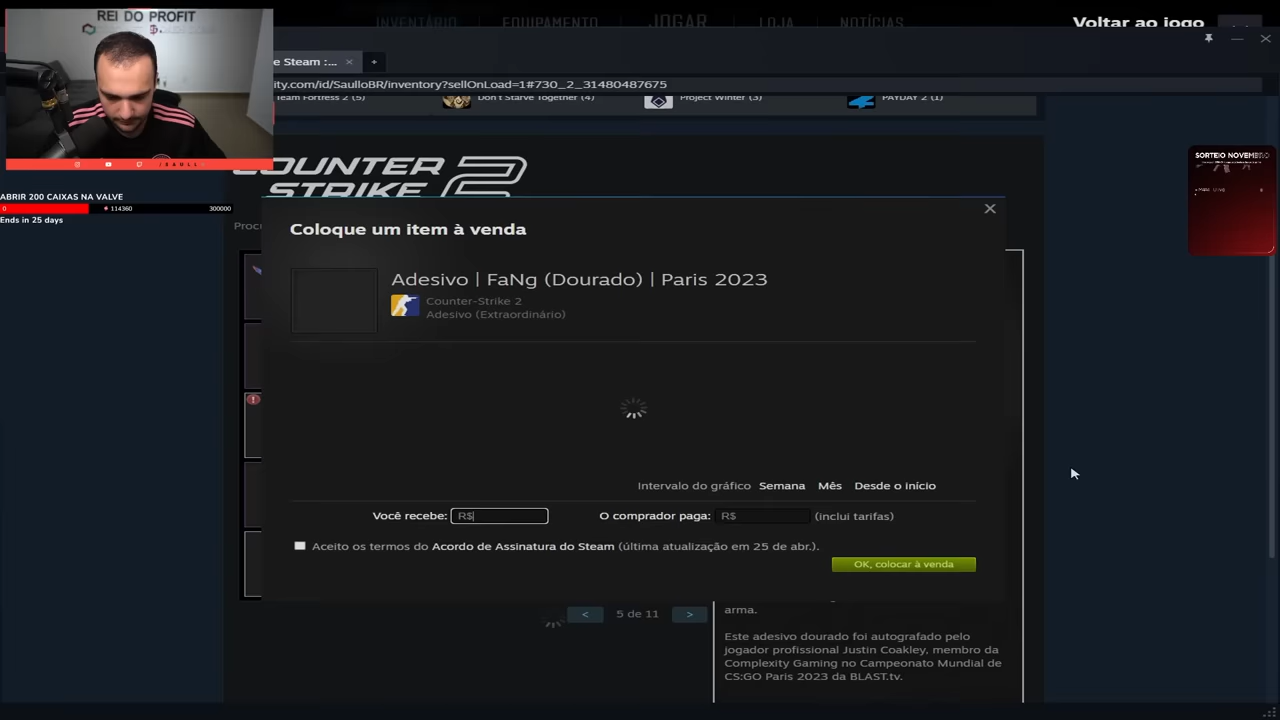 REI DO PROFIT
INVENTÁRIO
EQUIPAMENTO
JOGAR
LOJA
NOTÍCIAS
Voltar ao jogo
e Steam :...
ity.com/id/SaulloBR/inventory?sellOnLoad=1#730_2_31480487675
Team Fortress 2 (5)
Don't Starve Together (4)
Project Winter (3)
PAYDAY 2 (1)
ABRIR 200 CAIXAS NA VALVE
0
114360
300000
Ends in 25 days
SORTEIO NOVEMBRO
COUNTER
STRIKE 2
Procu
Coloque um item à venda
Adesivo | FaNg (Dourado) | Paris 2023
Counter-Strike 2
Adesivo (Extraordinário)
Intervalo do gráfico
Semana
Mês
Desde o início
Você recebe: R$
O comprador paga: R$ (inclui tarifas)
Aceito os termos do Acordo de Assinatura do Steam (última atualização em 25 de abr.).
OK, colocar à venda
< 5 de 11 >
arma.
Este adesivo dourado foi autografado pelo
jogador profissional Justin Coakley, membro da
Complexity Gaming no Campeonato Mundial de
CS:GO Paris 2023 da BLAST.tv.